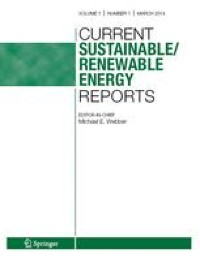 VOLUME 1 | NUMBER 1 | MARCH 2014
CURRENT
SUSTAINABLE/
RENEWABLE
ENERGY
REPORTS
EDITOR-IN-CHIEF
Michael E. Webber
Springer